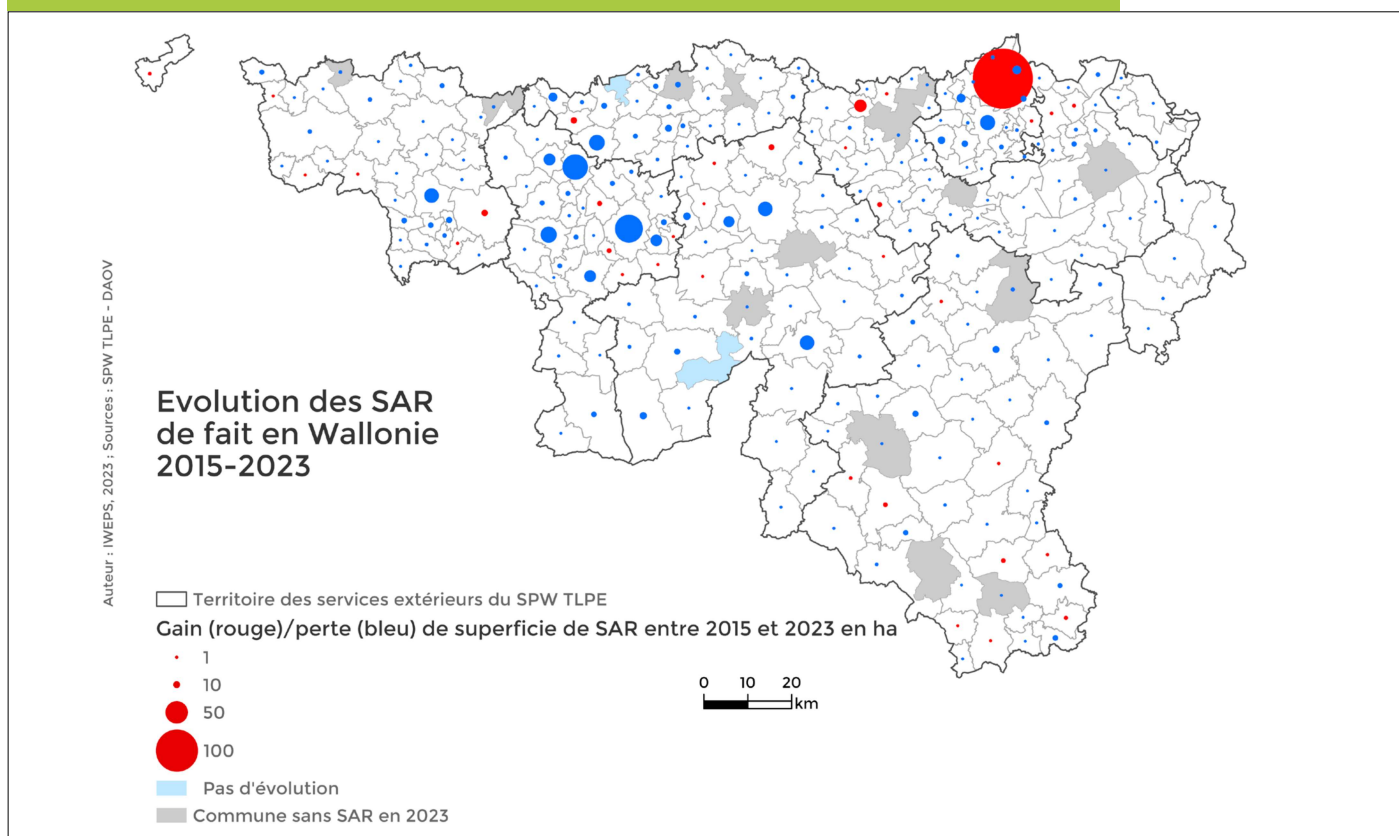 Auteur : IWEPS, 2023 ; Sources : SPW TLPE - DAOV
Evolution des SAR
de fait en Wallonie
2015-2023
Territoire des services extérieurs du SPW TLPE
Gain (rouge)/perte (bleu) de superficie de SAR entre 2015 et 2023 en ha
1
10
50
100
Pas d'évolution
Commune sans SAR en 2023
0 10 20
km